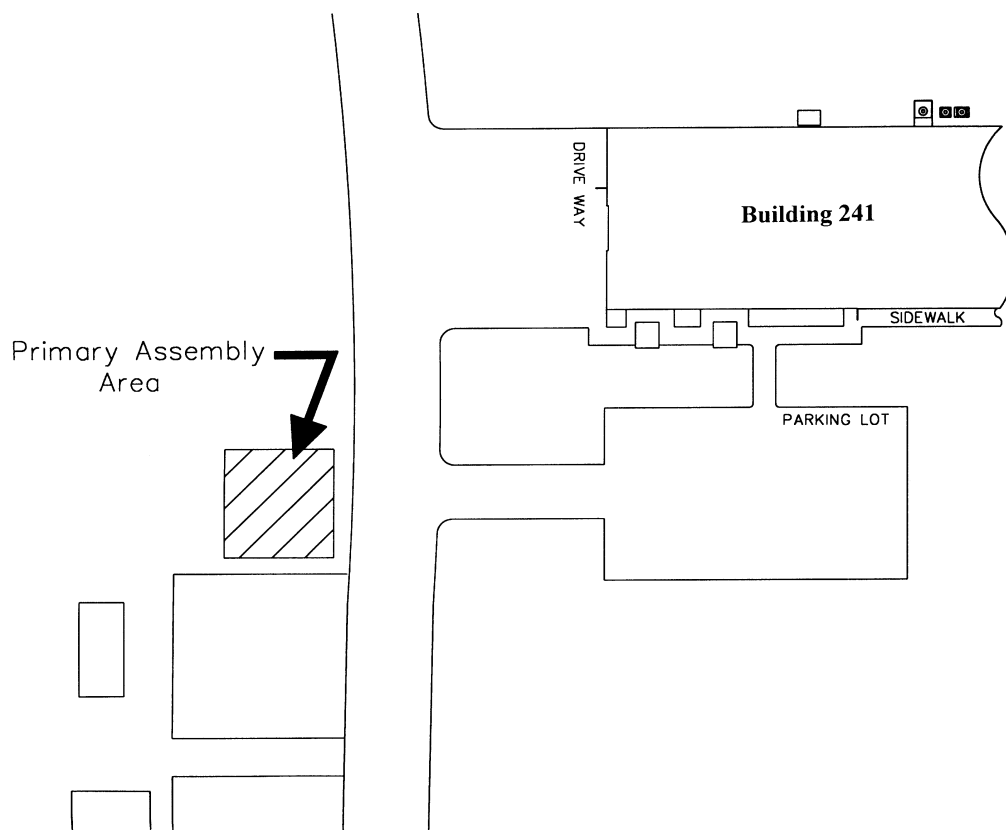 DRIVE WAY
Building 241
SIDEWALK
Primary Assembly
Area
PARKING LOT